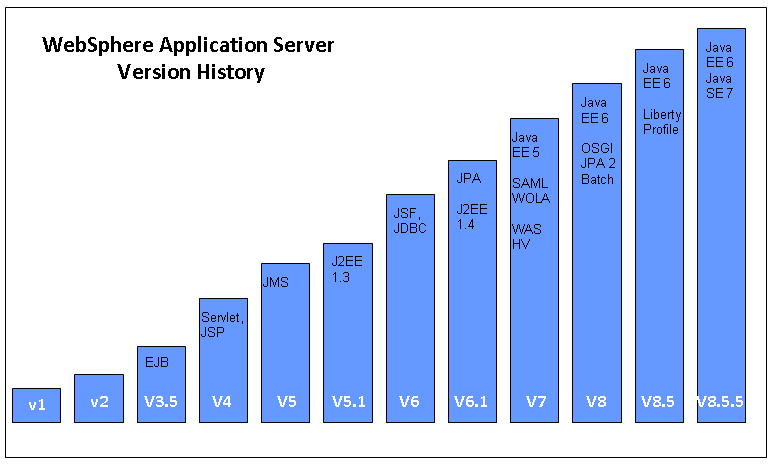 WebSphere Application Server
Version History
v1
v2
EJB
V3.5
Servlet,
JSP
V4
JMS
V5
J2EE
1.3
V5.1
JSF,
JDBC
V6
JPA
J2EE
1.4
V6.1
Java
EE 5
SAML
WOLA
WAS
HV
V7
Java
EE 6
OSGI
JPA 2
Batch
V8
Java
EE 6
Liberty
Profile
V8.5
Java
EE 6
Java
SE 7
V8.5.5